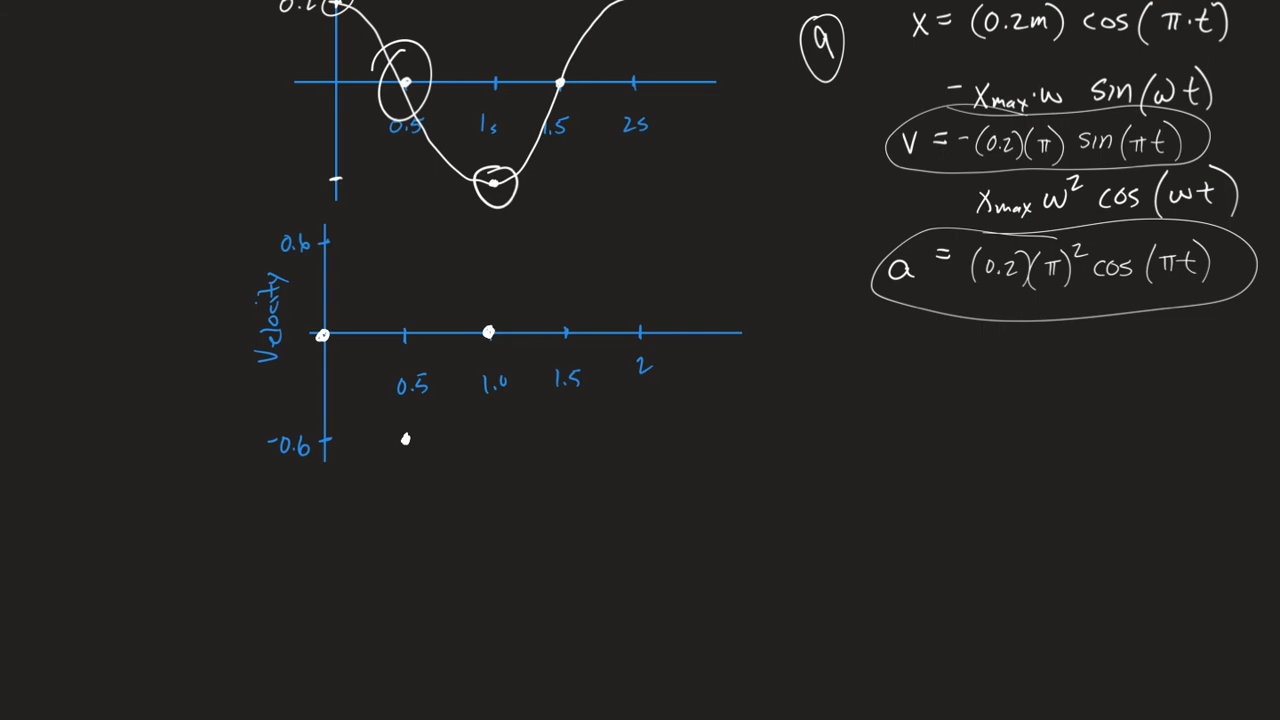 0.2
0.5 1s 1.5 2s
0.6
Velocity
0.5 1.0 1.5 2
-0.6
a
x = (0.2m) cos(π·t)
- xmax·ω sin(ωt)
v = -(0.2)(π) sin(πt)
xmax ω² cos(ωt)
a = (0.2)(π)² cos(πt)